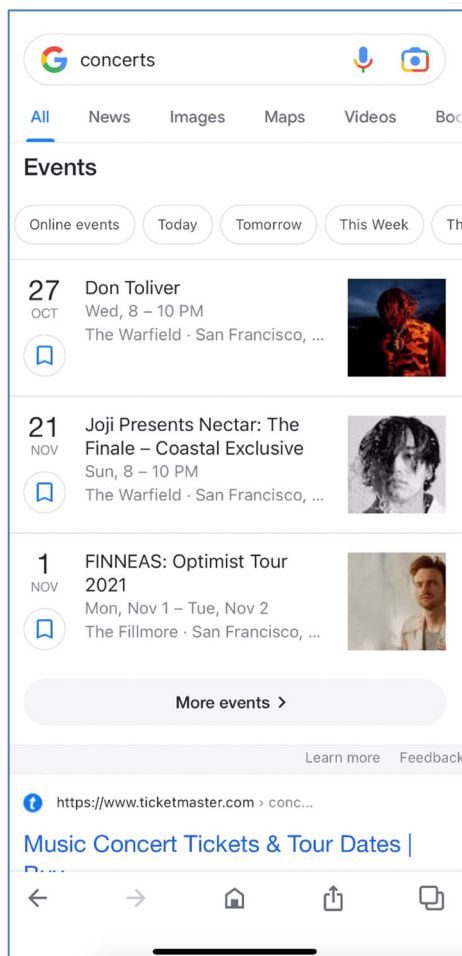 concerts
All News Images Maps Videos Boo
Events
Online events Today Tomorrow This Week Th
27
OCT
Don Toliver
Wed, 8 – 10 PM
The Warfield · San Francisco, ...
21
NOV
Joji Presents Nectar: The
Finale – Coastal Exclusive
Sun, 8 – 10 PM
The Warfield · San Francisco, ...
1
NOV
FINNEAS: Optimist Tour
2021
Mon, Nov 1 – Tue, Nov 2
The Fillmore · San Francisco, ...
More events >
Learn more Feedback
t https://www.ticketmaster.com › conc...
Music Concert Tickets & Tour Dates |